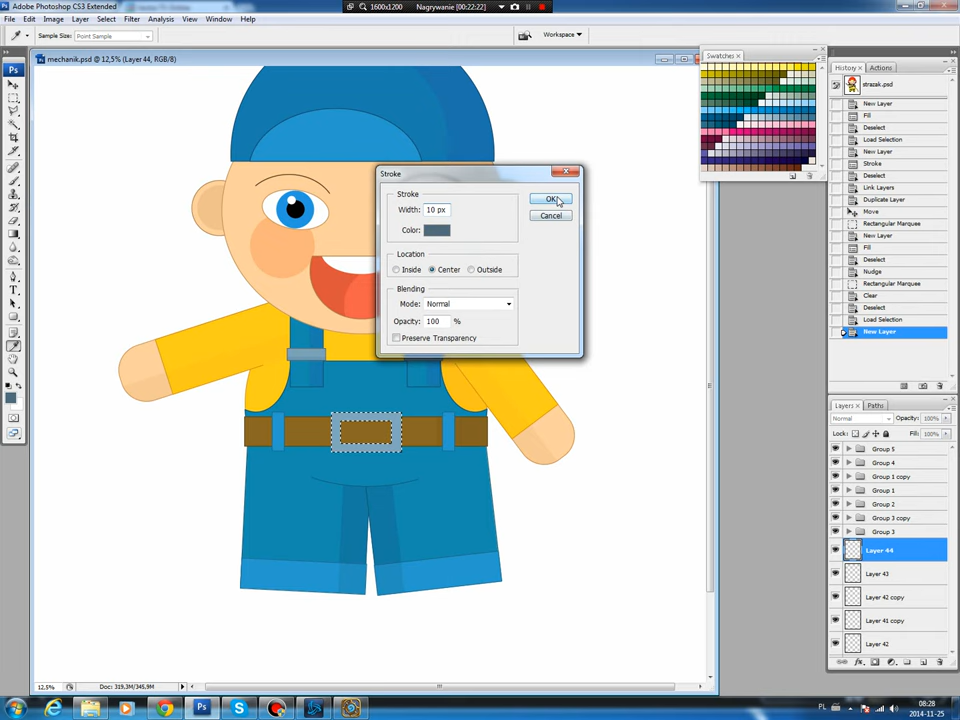 Adobe Photoshop CS3 Extended
1600x1200
Nagrywanie [00:22:22]
File Edit Image Layer Select Filter Analysis View Window Help
Sample Size: Point Sample
Workspace
mechanik.psd @ 12,5% (Layer 44, RGB/8)
Swatches
History Actions
strazak.psd
New Layer
Fill
Deselect
Load Selection
New Layer
Stroke
Deselect
Link Layers
Duplicate Layer
Move
Rectangular Marquee
New Layer
Fill
Deselect
Nudge
Rectangular Marquee
Clear
Deselect
Load Selection
New Layer
Stroke
Stroke
Width: 10 px
Color:
OK
Cancel
Location
Inside Center Outside
Blending
Mode: Normal
Opacity: 100 %
Preserve Transparency
Layers Paths
Normal Opacity: 100%
Lock: Fill: 100%
Group 5
Group 4
Group 1 copy
Group 1
Group 2
Group 3 copy
Group 3
Layer 44
Layer 43
Layer 42 copy
Layer 41 copy
Layer 42
12,5% Doc: 319,3M/345,9M
PL
08:28
2014-11-25